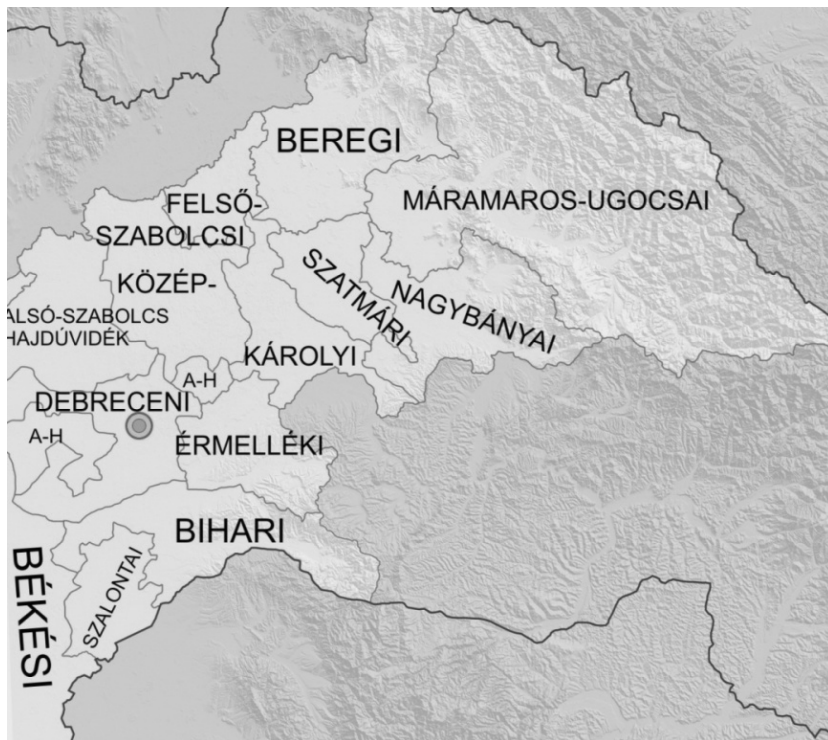 BEREGI
MÁRAMAROS-UGOCSAI
FELSŐ-
SZABOLCSI
KÖZÉP-
SZATMÁRI
NAGYBÁNYAI
ALSÓ-SZABOLCS
HAJDÚVIDÉK
KÁROLYI
A-H
DEBRECENI
A-H
ÉRMELLÉKI
BIHARI
BÉKÉSI
SZALONTAI